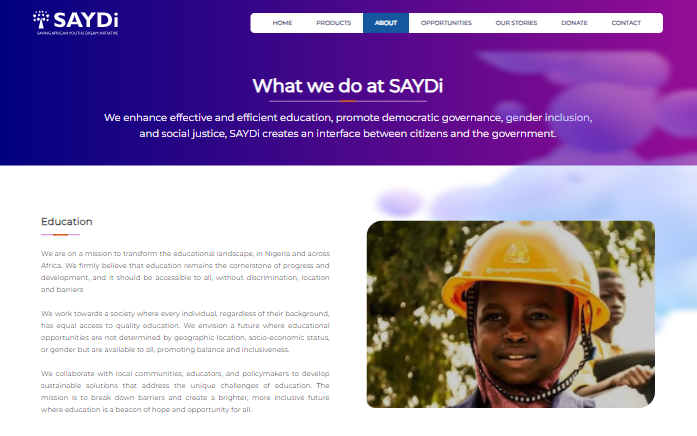 SAYDi
SAVING AFRICAN YOUTHS DREAM INITIATIVE
HOME PRODUCTS ABOUT OPPORTUNITIES OUR STORIES DONATE CONTACT
What we do at SAYDi
We enhance effective and efficient education, promote democratic governance, gender inclusion,
and social justice, SAYDi creates an interface between citizens and the government.
Education
We are on a mission to transform the educational landscape, in Nigeria and across
Africa. We firmly believe that education remains the cornerstone of progress and
development, and it should be accessible to all, without discrimination, location
and barriers
We work towards a society where every individual, regardless of their background,
has equal access to quality education. We envision a future where educational
opportunities are not determined by geographic location, socio-economic status,
or gender but are available to all, promoting balance and inclusiveness.
We collaborate with local communities, educators, and policymakers to develop
sustainable solutions that address the unique challenges of education. The
mission is to break down barriers and create a brighter, more inclusive future
where education is a beacon of hope and opportunity for all.